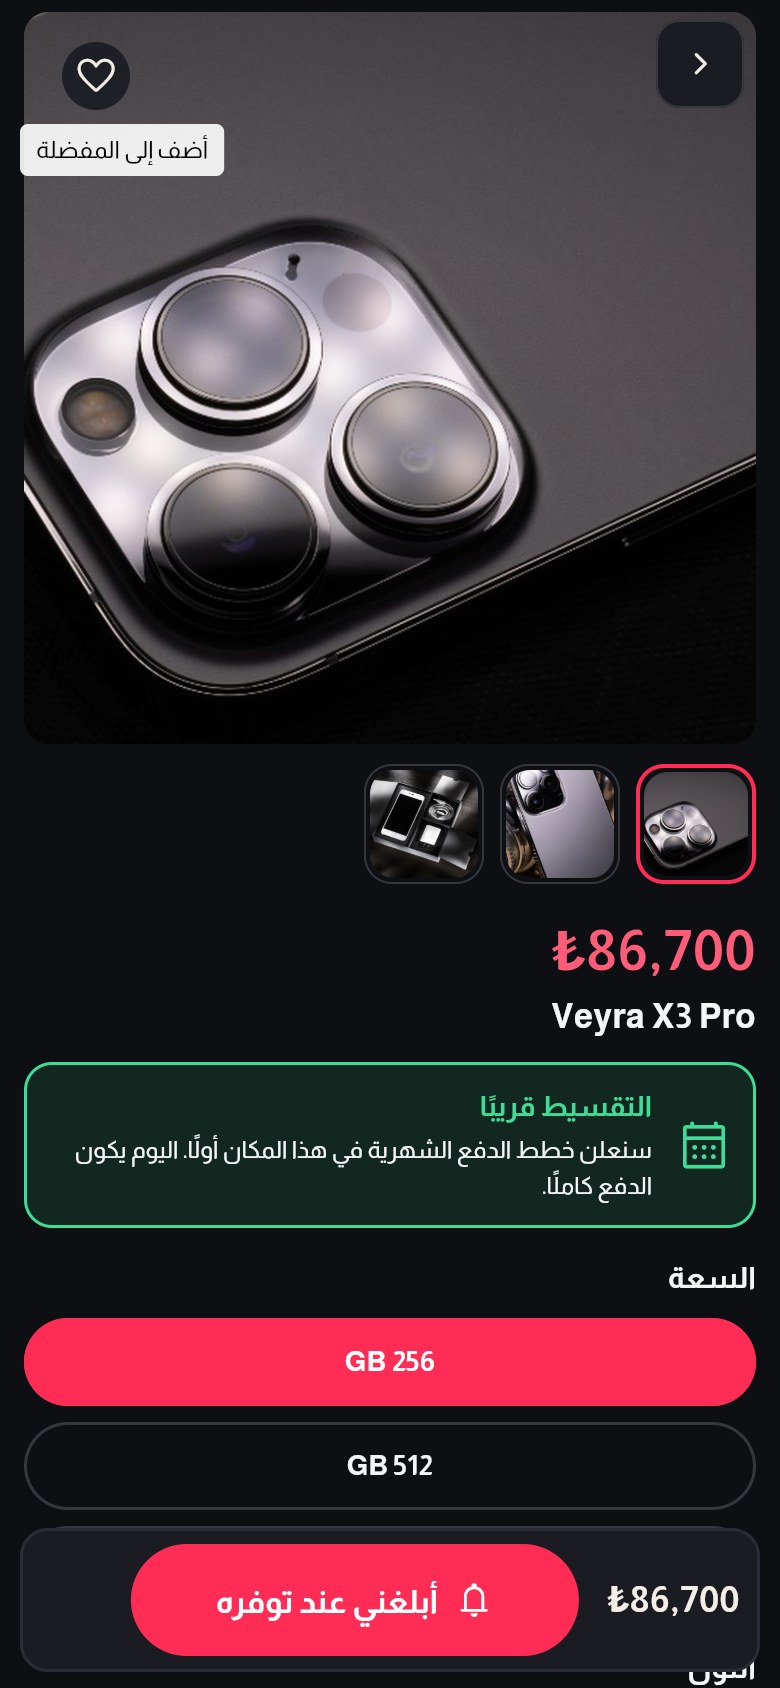 أضف إلى المفضلة
₺86,700
Veyra X3 Pro
التقسيط قريبًا
سنعلن خطط الدفع الشهرية في هذا المكان أولًا. اليوم يكون
الدفع كاملًا.
السعة
256 GB
512 GB
₺86,700
أبلغني عند توفره